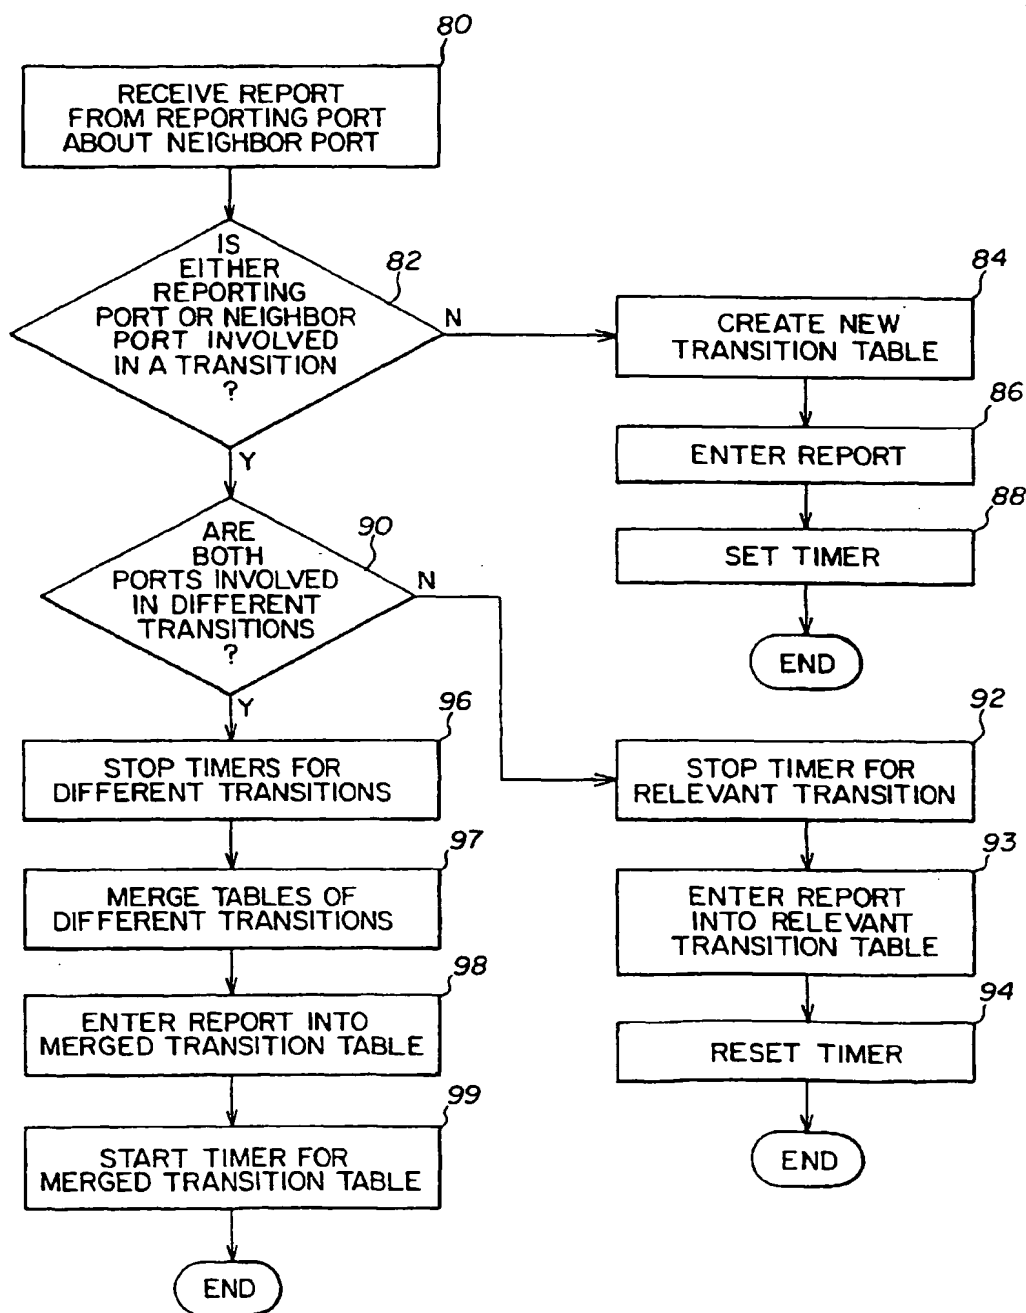 80
RECEIVE REPORT
FROM REPORTING PORT
ABOUT NEIGHBOR PORT
82
IS
EITHER
REPORTING
PORT OR NEIGHBOR
PORT INVOLVED
IN A TRANSITION
?
N
Y
84
CREATE NEW
TRANSITION TABLE
86
ENTER REPORT
88
SET TIMER
END
90
ARE
BOTH
PORTS INVOLVED
IN DIFFERENT
TRANSITIONS
?
N
Y
92
STOP TIMER FOR
RELEVANT TRANSITION
93
ENTER REPORT
INTO RELEVANT
TRANSITION TABLE
94
RESET TIMER
END
96
STOP TIMERS FOR
DIFFERENT TRANSITIONS
97
MERGE TABLES OF
DIFFERENT TRANSITIONS
98
ENTER REPORT INTO
MERGED TRANSITION TABLE
99
START TIMER FOR
MERGED TRANSITION TABLE
END